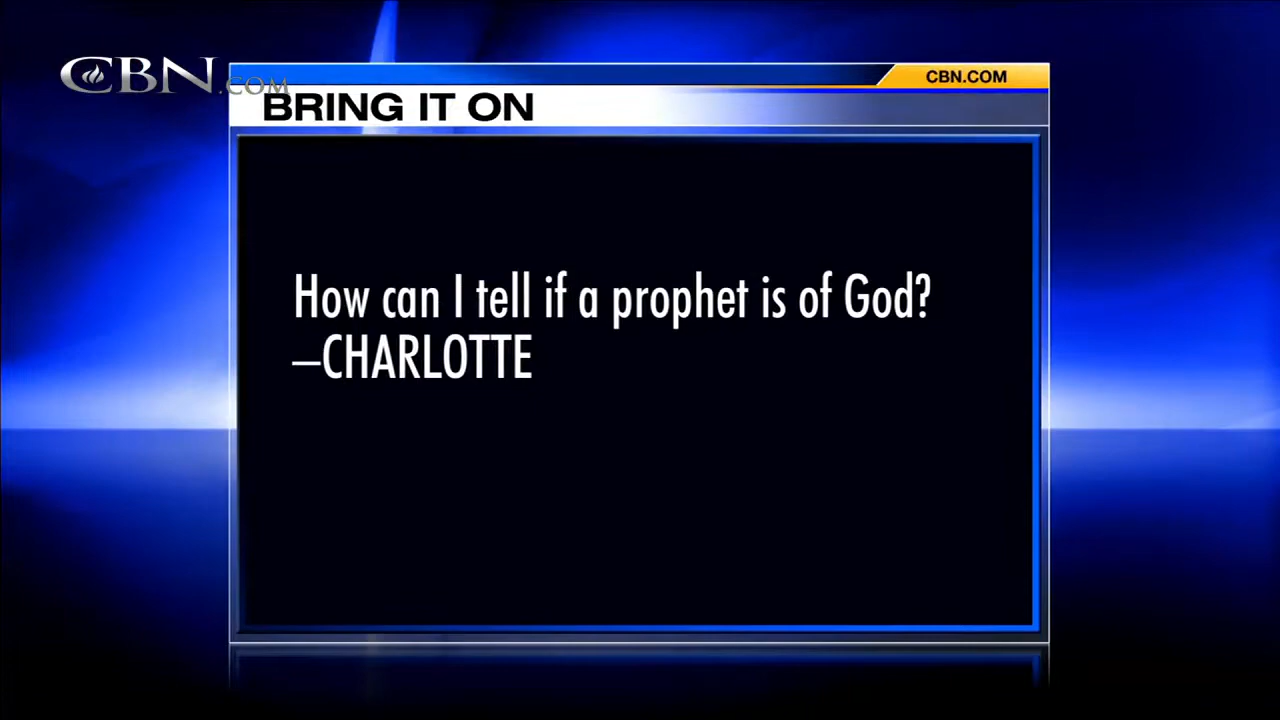 CBN.COM
CBN.COM
BRING IT ON
How can I tell if a prophet is of God?
–CHARLOTTE